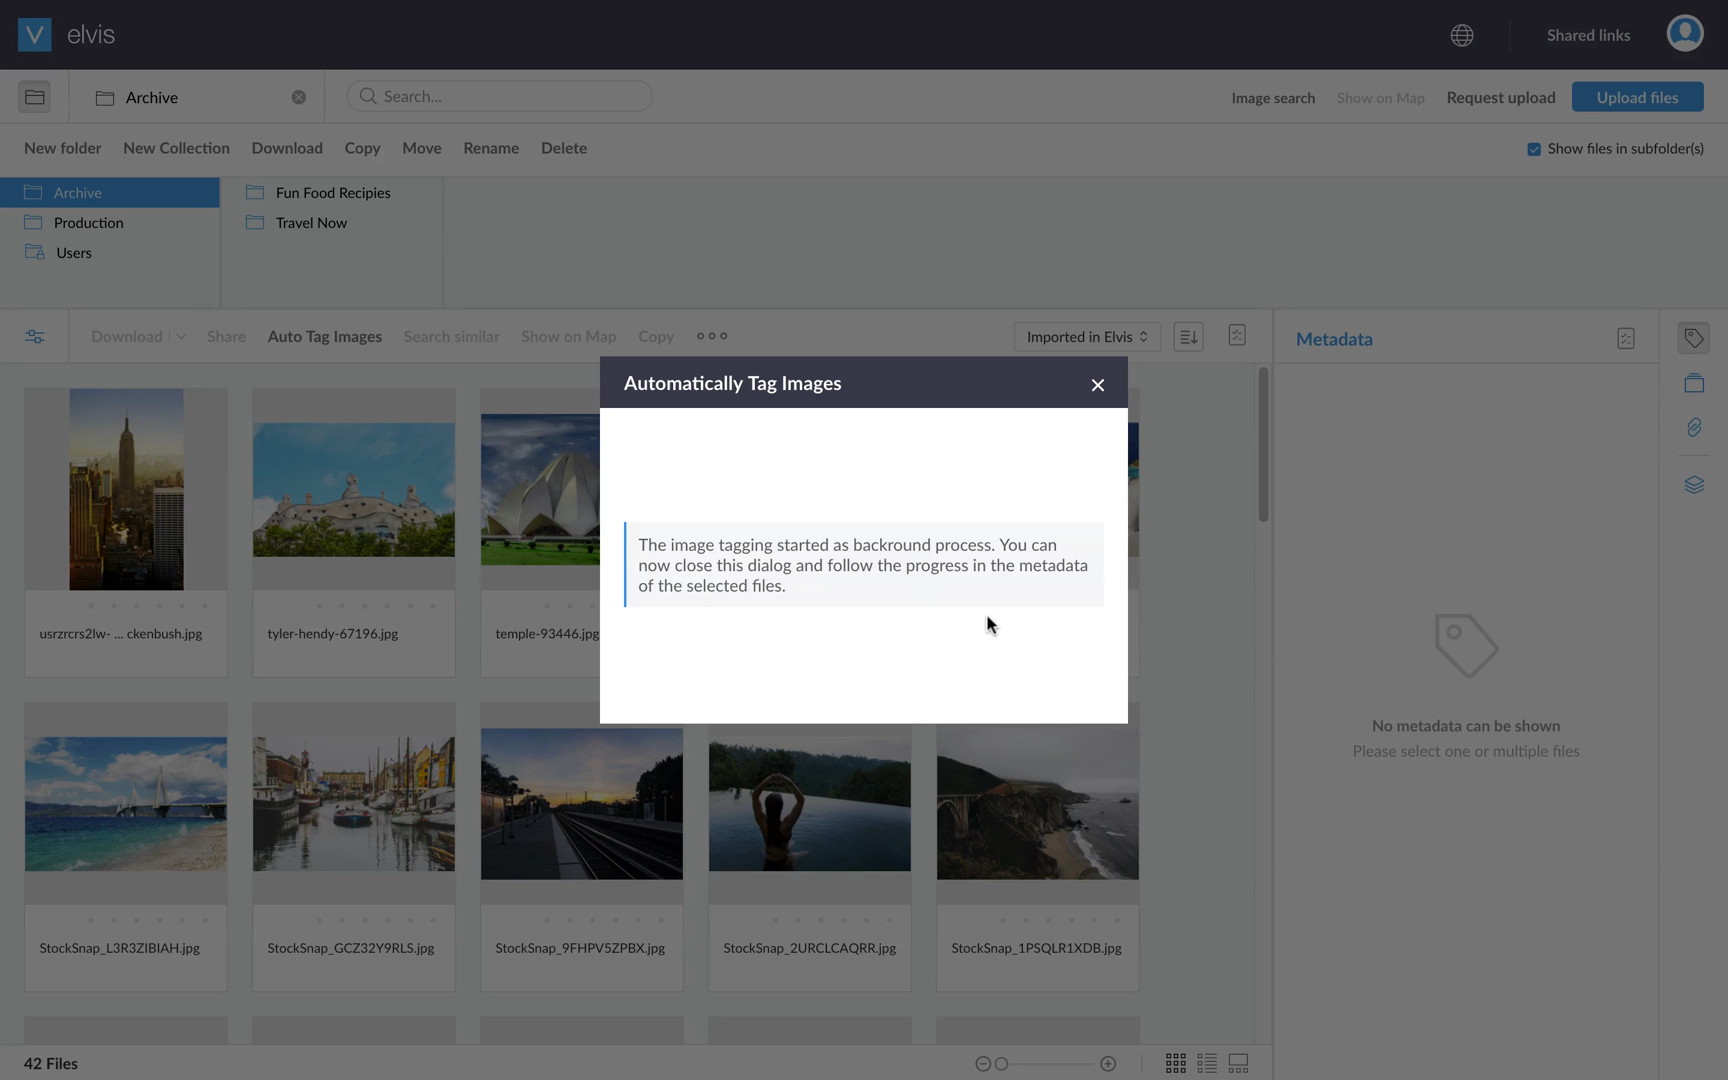 elvis
Shared links
Archive
Search...
Image search
Show on Map
Request upload
Upload files
New folder
New Collection
Download
Copy
Move
Rename
Delete
Show files in subfolder(s)
Archive
Production
Users
Fun Food Recipies
Travel Now
Download
Share
Auto Tag Images
Search similar
Show on Map
Copy
Imported in Elvis
Metadata
Automatically Tag Images
The image tagging started as backround process. You can
now close this dialog and follow the progress in the metadata
of the selected files.
usrzrcrs2lw- ... ckenbush.jpg
tyler-hendy-67196.jpg
temple-93446.jpg
No metadata can be shown
Please select one or multiple files
StockSnap_L3R3ZIBIAH.jpg
StockSnap_GCZ32Y9RLS.jpg
StockSnap_9FHPV5ZPBX.jpg
StockSnap_2URCLCAQRR.jpg
StockSnap_1PSQLR1XDB.jpg
42 Files